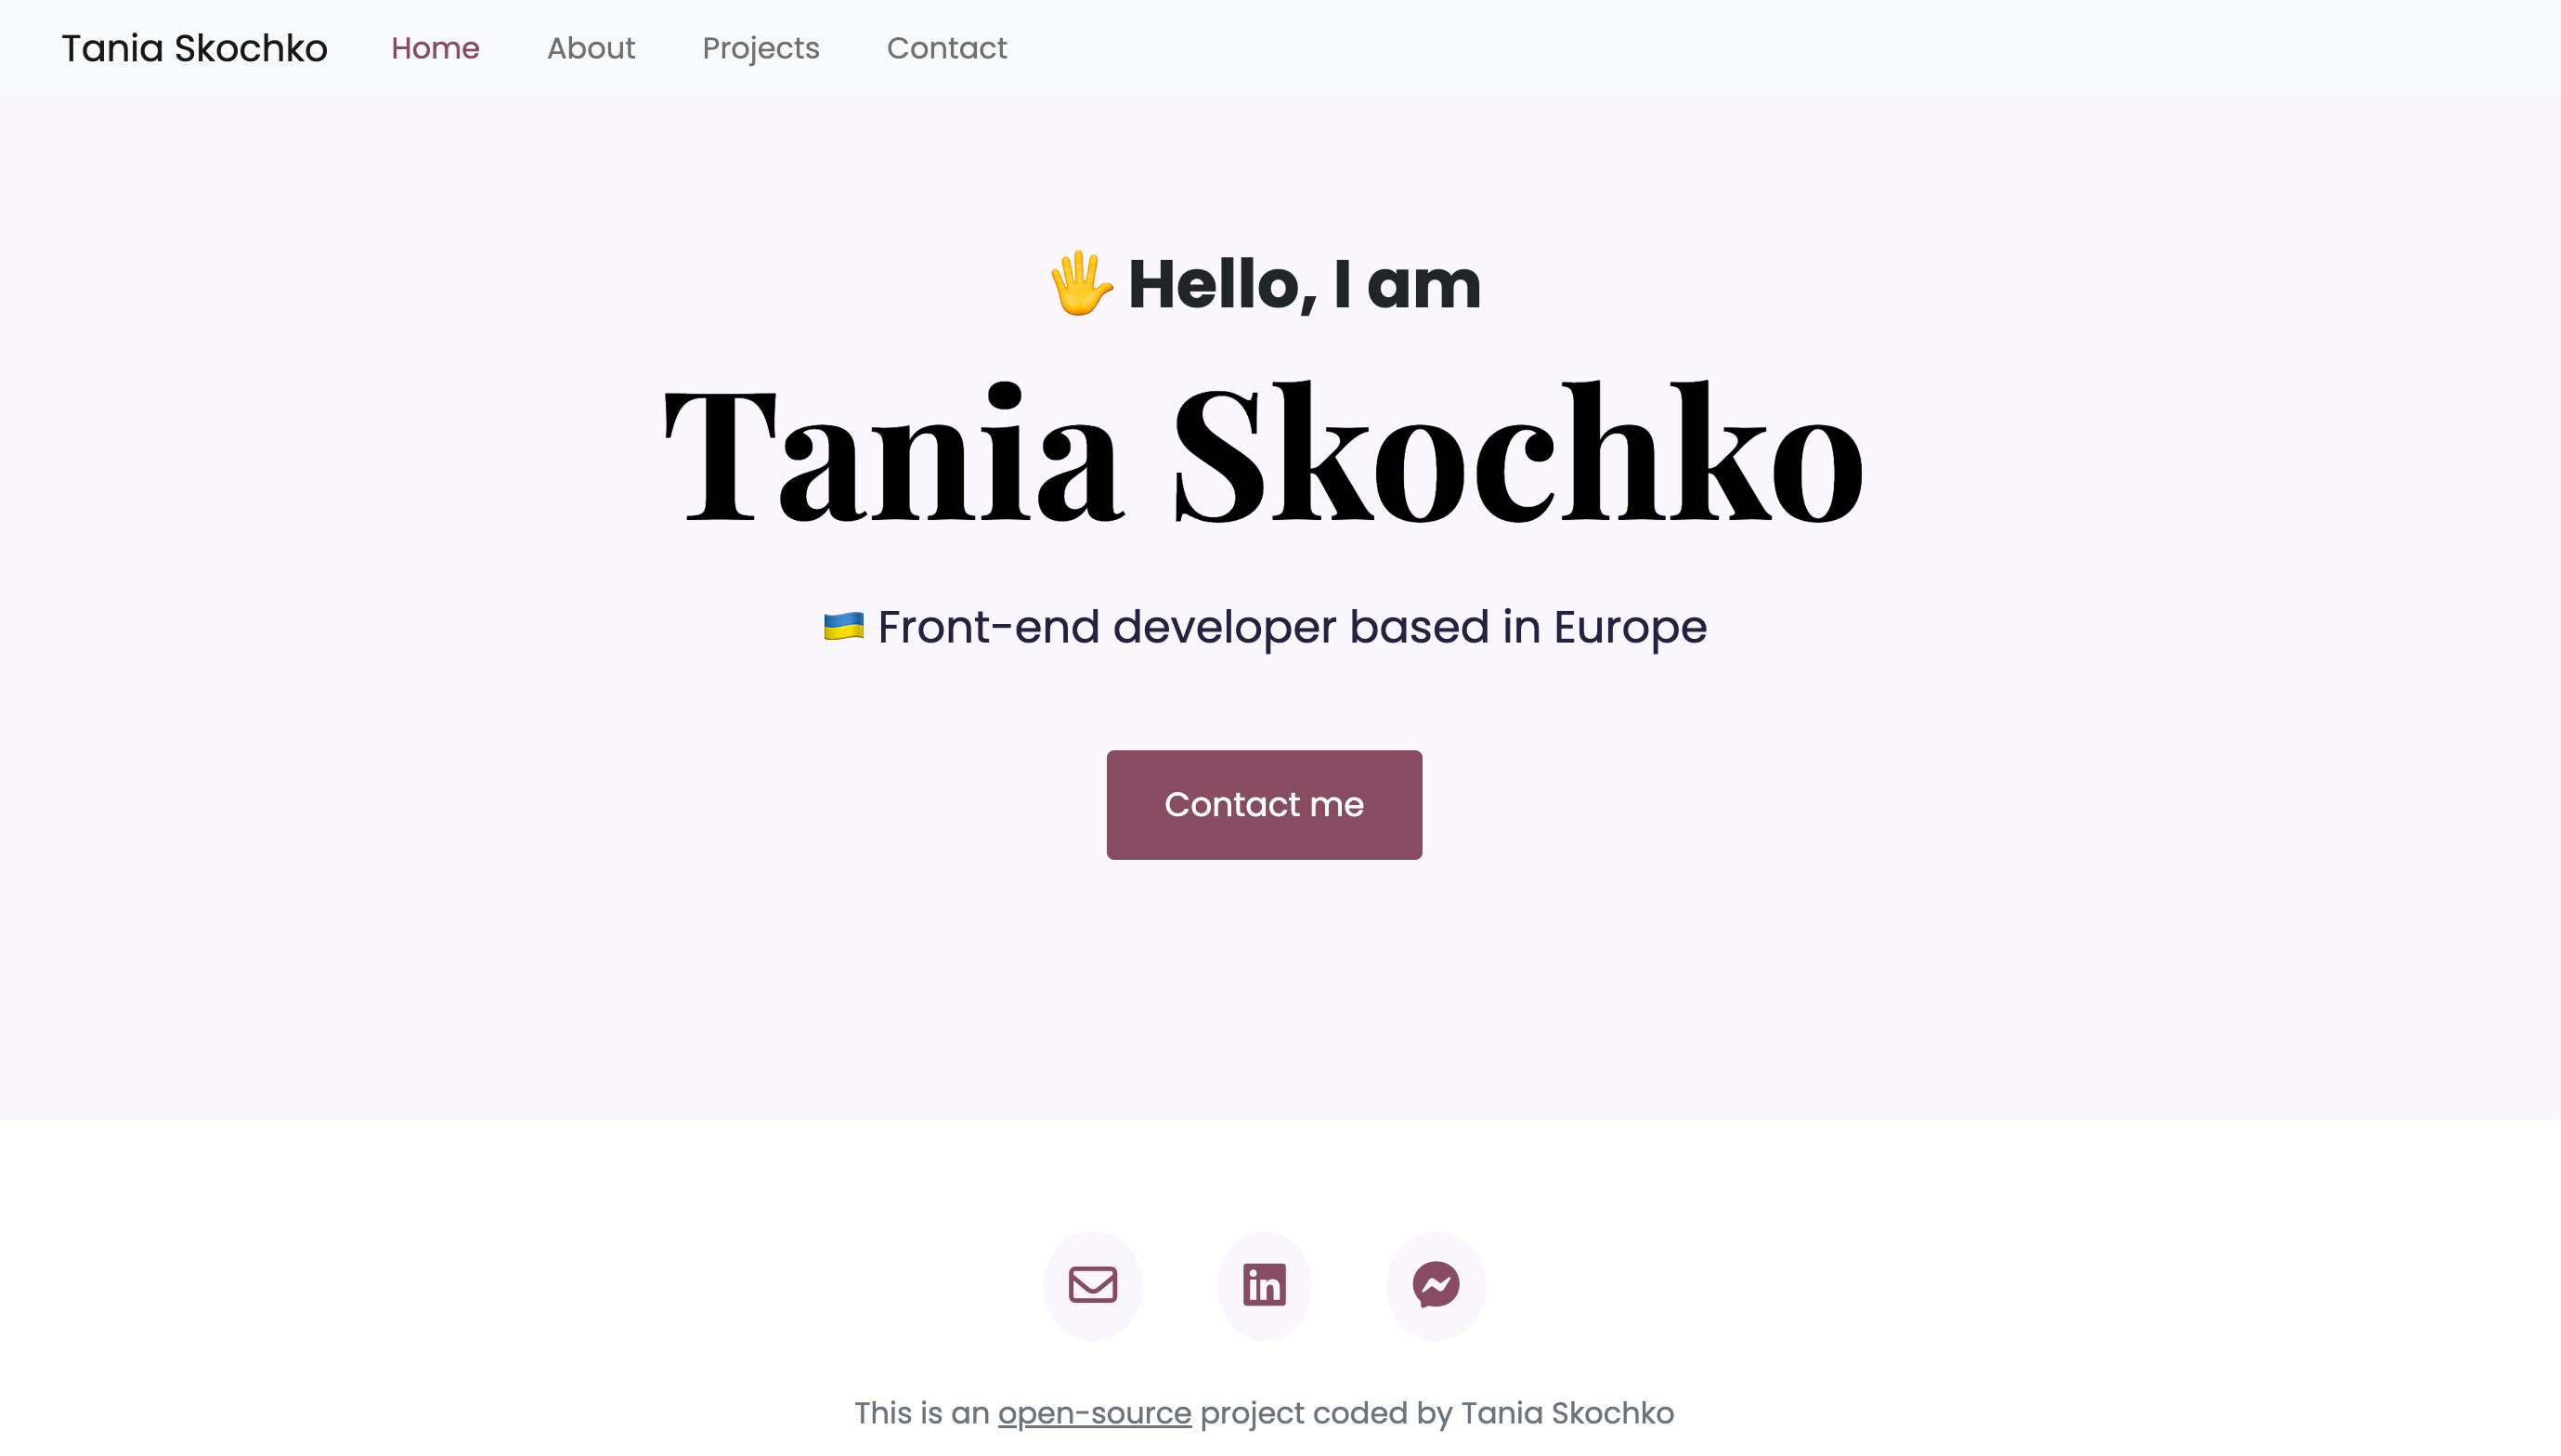 Tania Skochko Home About Projects Contact
🖐 Hello, I am
Tania Skochko
🇺🇦 Front-end developer based in Europe
Contact me
in
This is an open-source project coded by Tania Skochko